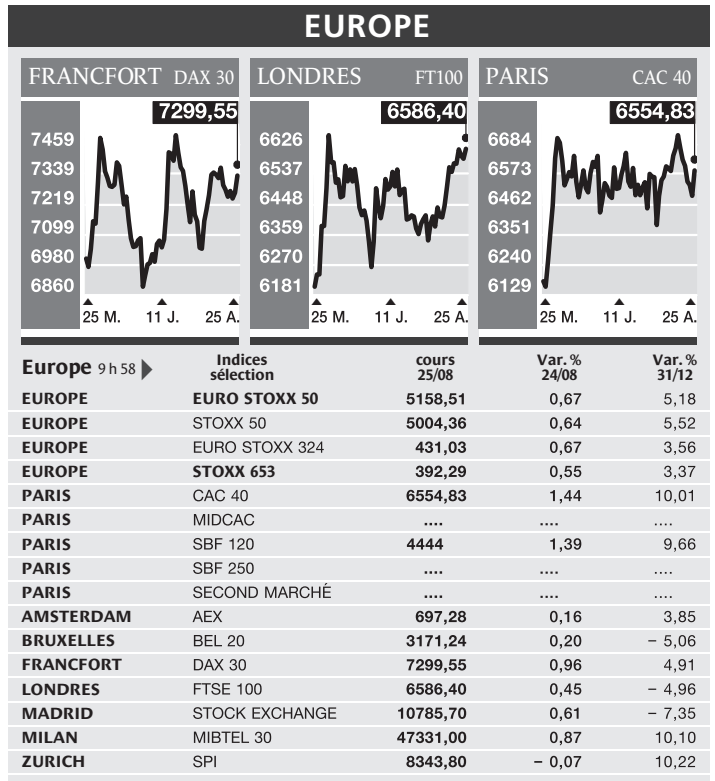 EUROPE
FRANCFORT DAX 30
7299,55
7459
7339
7219
7099
6980
6860
25 M. 11 J. 25 A.
LONDRES FT100
6586,40
6626
6537
6448
6359
6270
6181
25 M. 11 J. 25 A.
PARIS CAC 40
6554,83
6684
6573
6462
6351
6240
6129
25 M. 11 J. 25 A.
Europe 9 h 58 Indices sélection cours 25/08 Var. % 24/08 Var. % 31/12
EUROPE EURO STOXX 50 5158,51 0,67 5,18
EUROPE STOXX 50 5004,36 0,64 5,52
EUROPE EURO STOXX 324 431,03 0,67 3,56
EUROPE STOXX 653 392,29 0,55 3,37
PARIS CAC 40 6554,83 1,44 10,01
PARIS MIDCAC .... .... ....
PARIS SBF 120 4444 1,39 9,66
PARIS SBF 250 .... .... ....
PARIS SECOND MARCHÉ .... .... ....
AMSTERDAM AEX 697,28 0,16 3,85
BRUXELLES BEL 20 3171,24 0,20 – 5,06
FRANCFORT DAX 30 7299,55 0,96 4,91
LONDRES FTSE 100 6586,40 0,45 – 4,96
MADRID STOCK EXCHANGE 10785,70 0,61 – 7,35
MILAN MIBTEL 30 47331,00 0,87 10,10
ZURICH SPI 8343,80 – 0,07 10,22